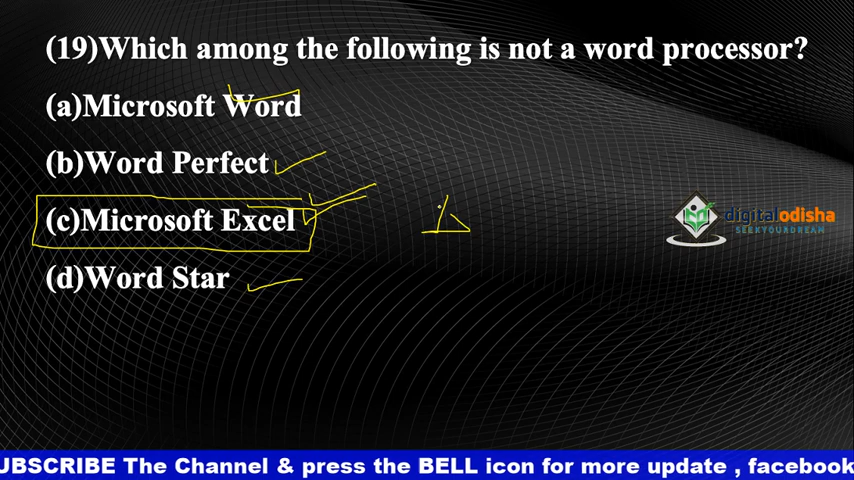 (19)Which among the following is not a word processor?
(a)Microsoft Word
(b)Word Perfect
(c)Microsoft Excel
(d)Word Star
digitalodisha
SEEKYOURDREAM
UBSCRIBE The Channel & press the BELL icon for more update , facebook